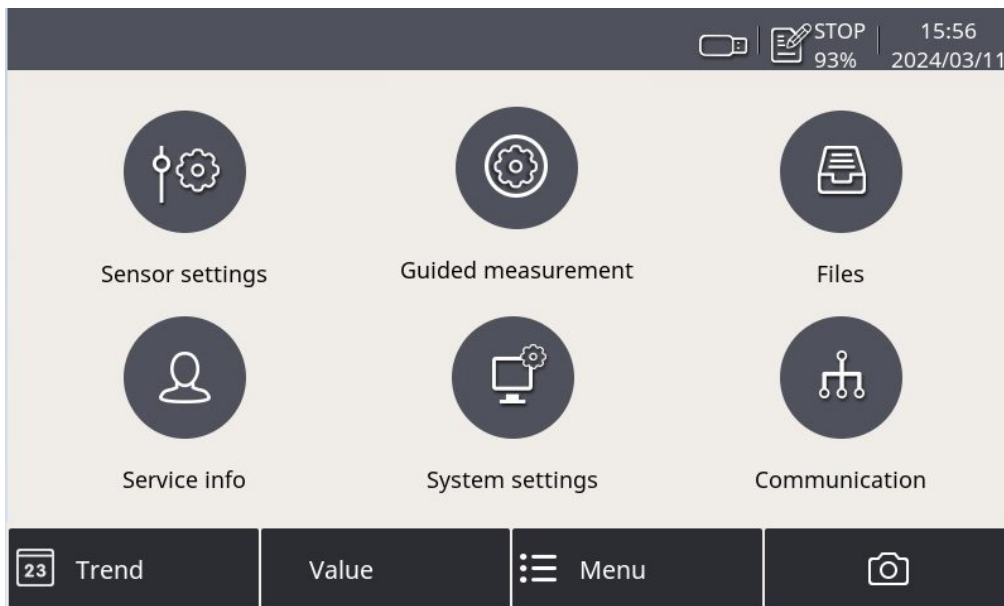 STOP
93%
15:56
2024/03/11
Sensor settings
Guided measurement
Files
Service info
System settings
Communication
23 Trend
Value
Menu